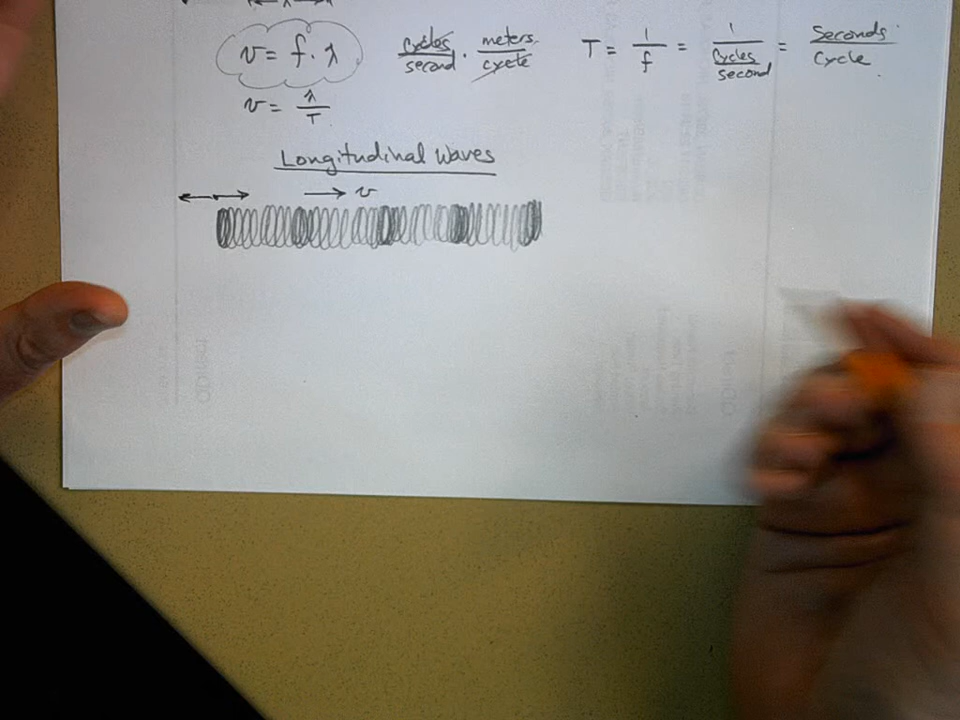 λ
v = f · λ cycles/second · meters/cycle T = 1/f = 1/(cycles/second) = Seconds/Cycle
v = λ/T
Longitudinal Waves
v